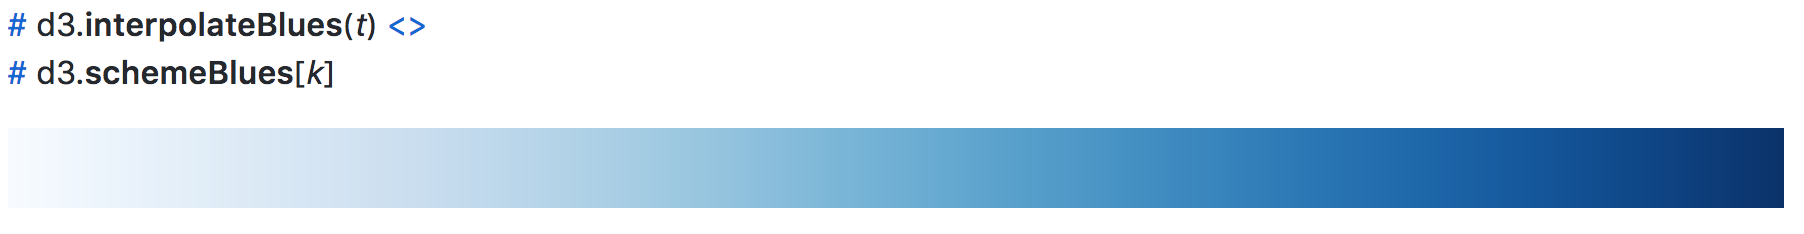 # d3.interpolateBlues(t) <>
# d3.schemeBlues[k]